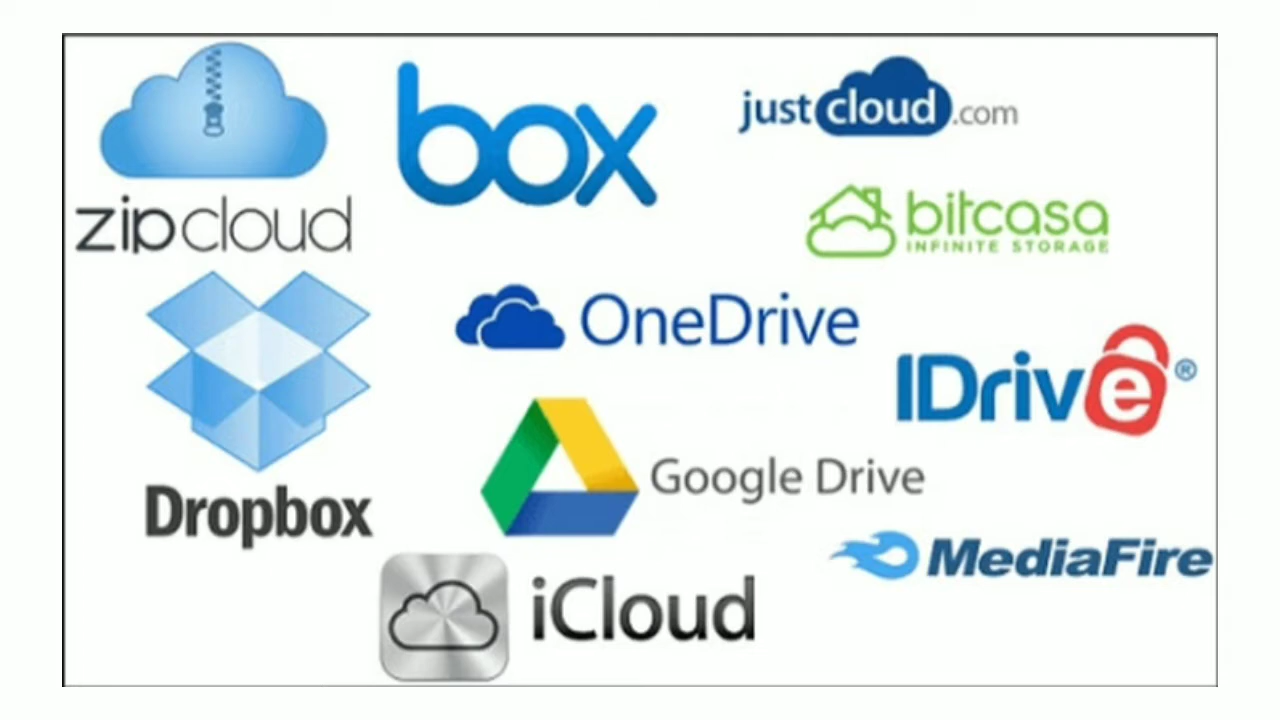 zipcloud
box
justcloud.com
bitcasa
INFINITE STORAGE
Dropbox
OneDrive
IDrive®
Google Drive
MediaFire
iCloud